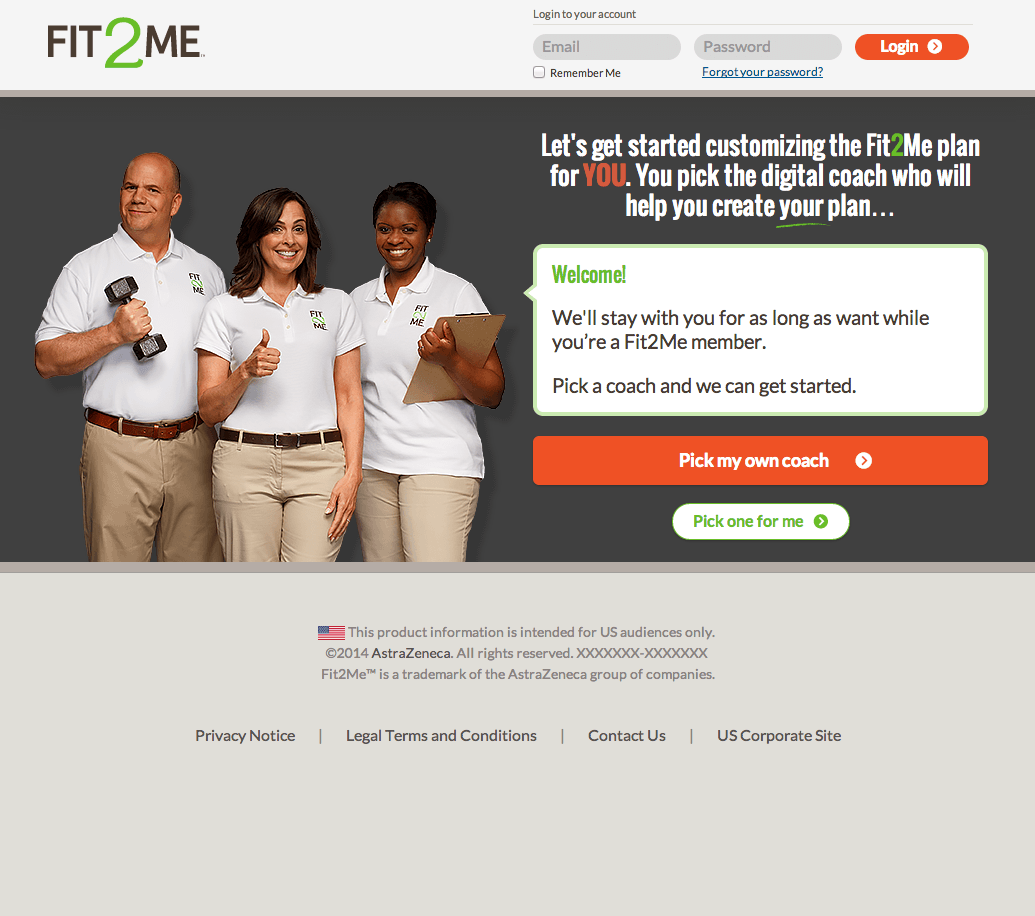 FIT2ME™
Login to your account
Email
Password
Login
Remember Me
Forgot your password?
Let's get started customizing the Fit2Me plan
for YOU. You pick the digital coach who will
help you create your plan...
FIT
2
ME
FIT
2
ME
FIT
2
ME
Welcome!
We'll stay with you for as long as want while
you’re a Fit2Me member.
Pick a coach and we can get started.
Pick my own coach
Pick one for me
This product information is intended for US audiences only.
©2014 AstraZeneca. All rights reserved. XXXXXXX-XXXXXXX
Fit2Me™ is a trademark of the AstraZeneca group of companies.
Privacy Notice | Legal Terms and Conditions | Contact Us | US Corporate Site